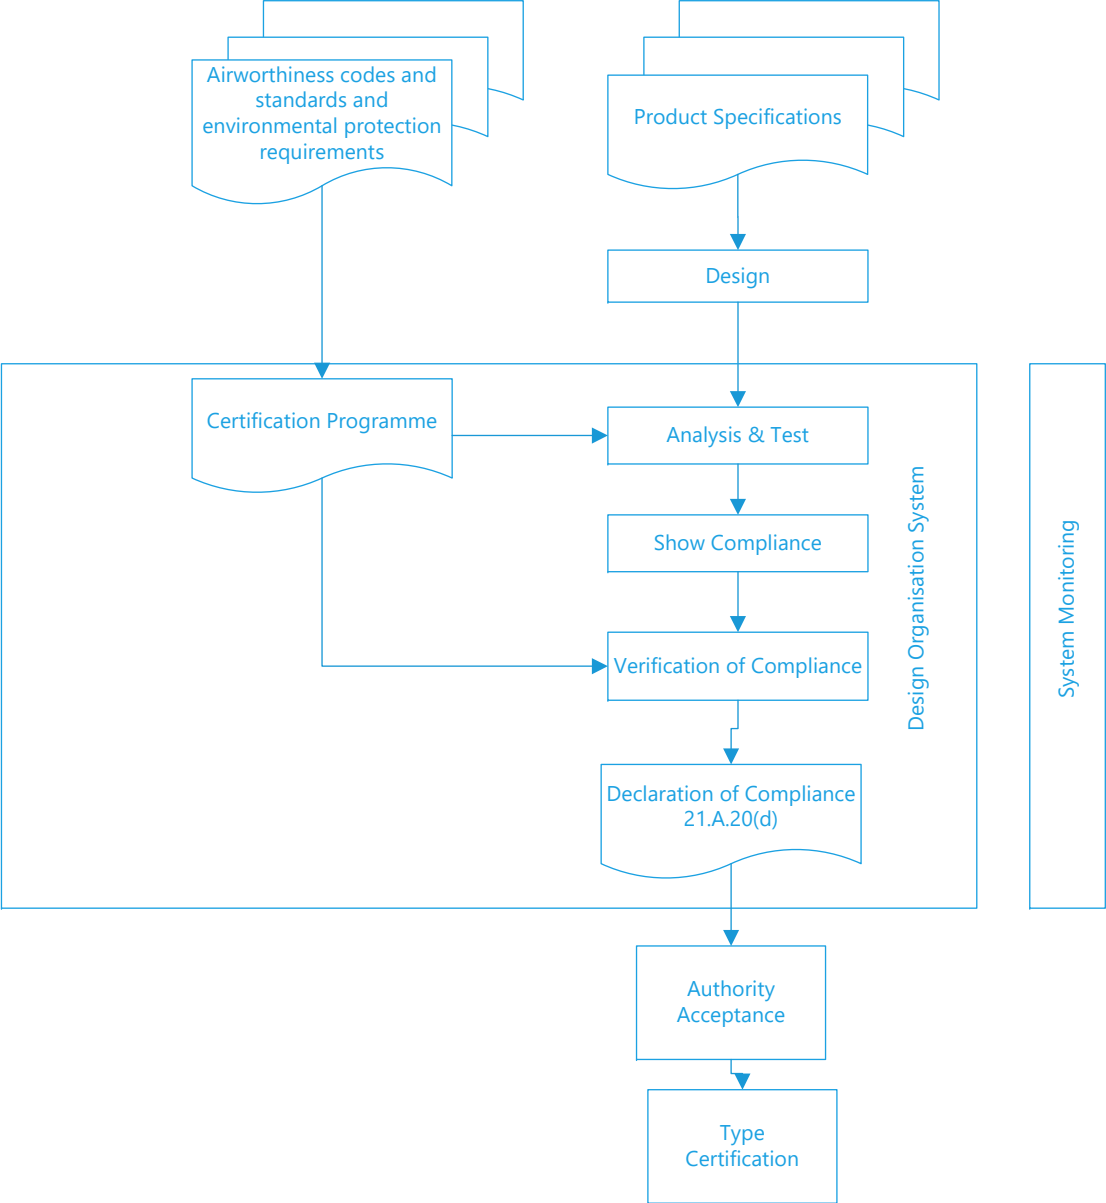 Airworthiness codes and
standards and
environmental protection
requirements
Product Specifications
Design
Certification Programme
Analysis & Test
Show Compliance
Verification of Compliance
Declaration of Compliance
21.A.20(d)
Design Organisation System
System Monitoring
Authority
Acceptance
Type
Certification